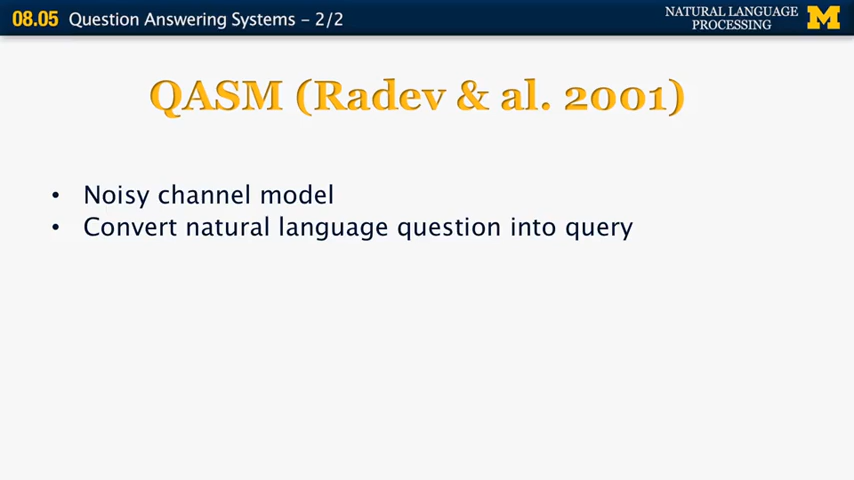 08.05 Question Answering Systems – 2/2
NATURAL LANGUAGE
PROCESSING
M
QASM (Radev & al. 2001)
• Noisy channel model
• Convert natural language question into query